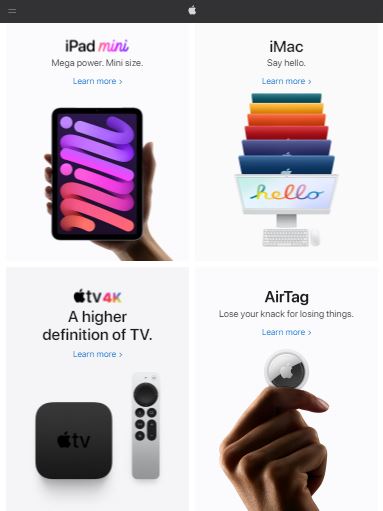 iPad mini
Mega power. Mini size.
Learn more >
iMac
Say hello.
Learn more >
hello
tv 4K
A higher
definition of TV.
Learn more >
tv
AirTag
Lose your knack for losing things.
Learn more >